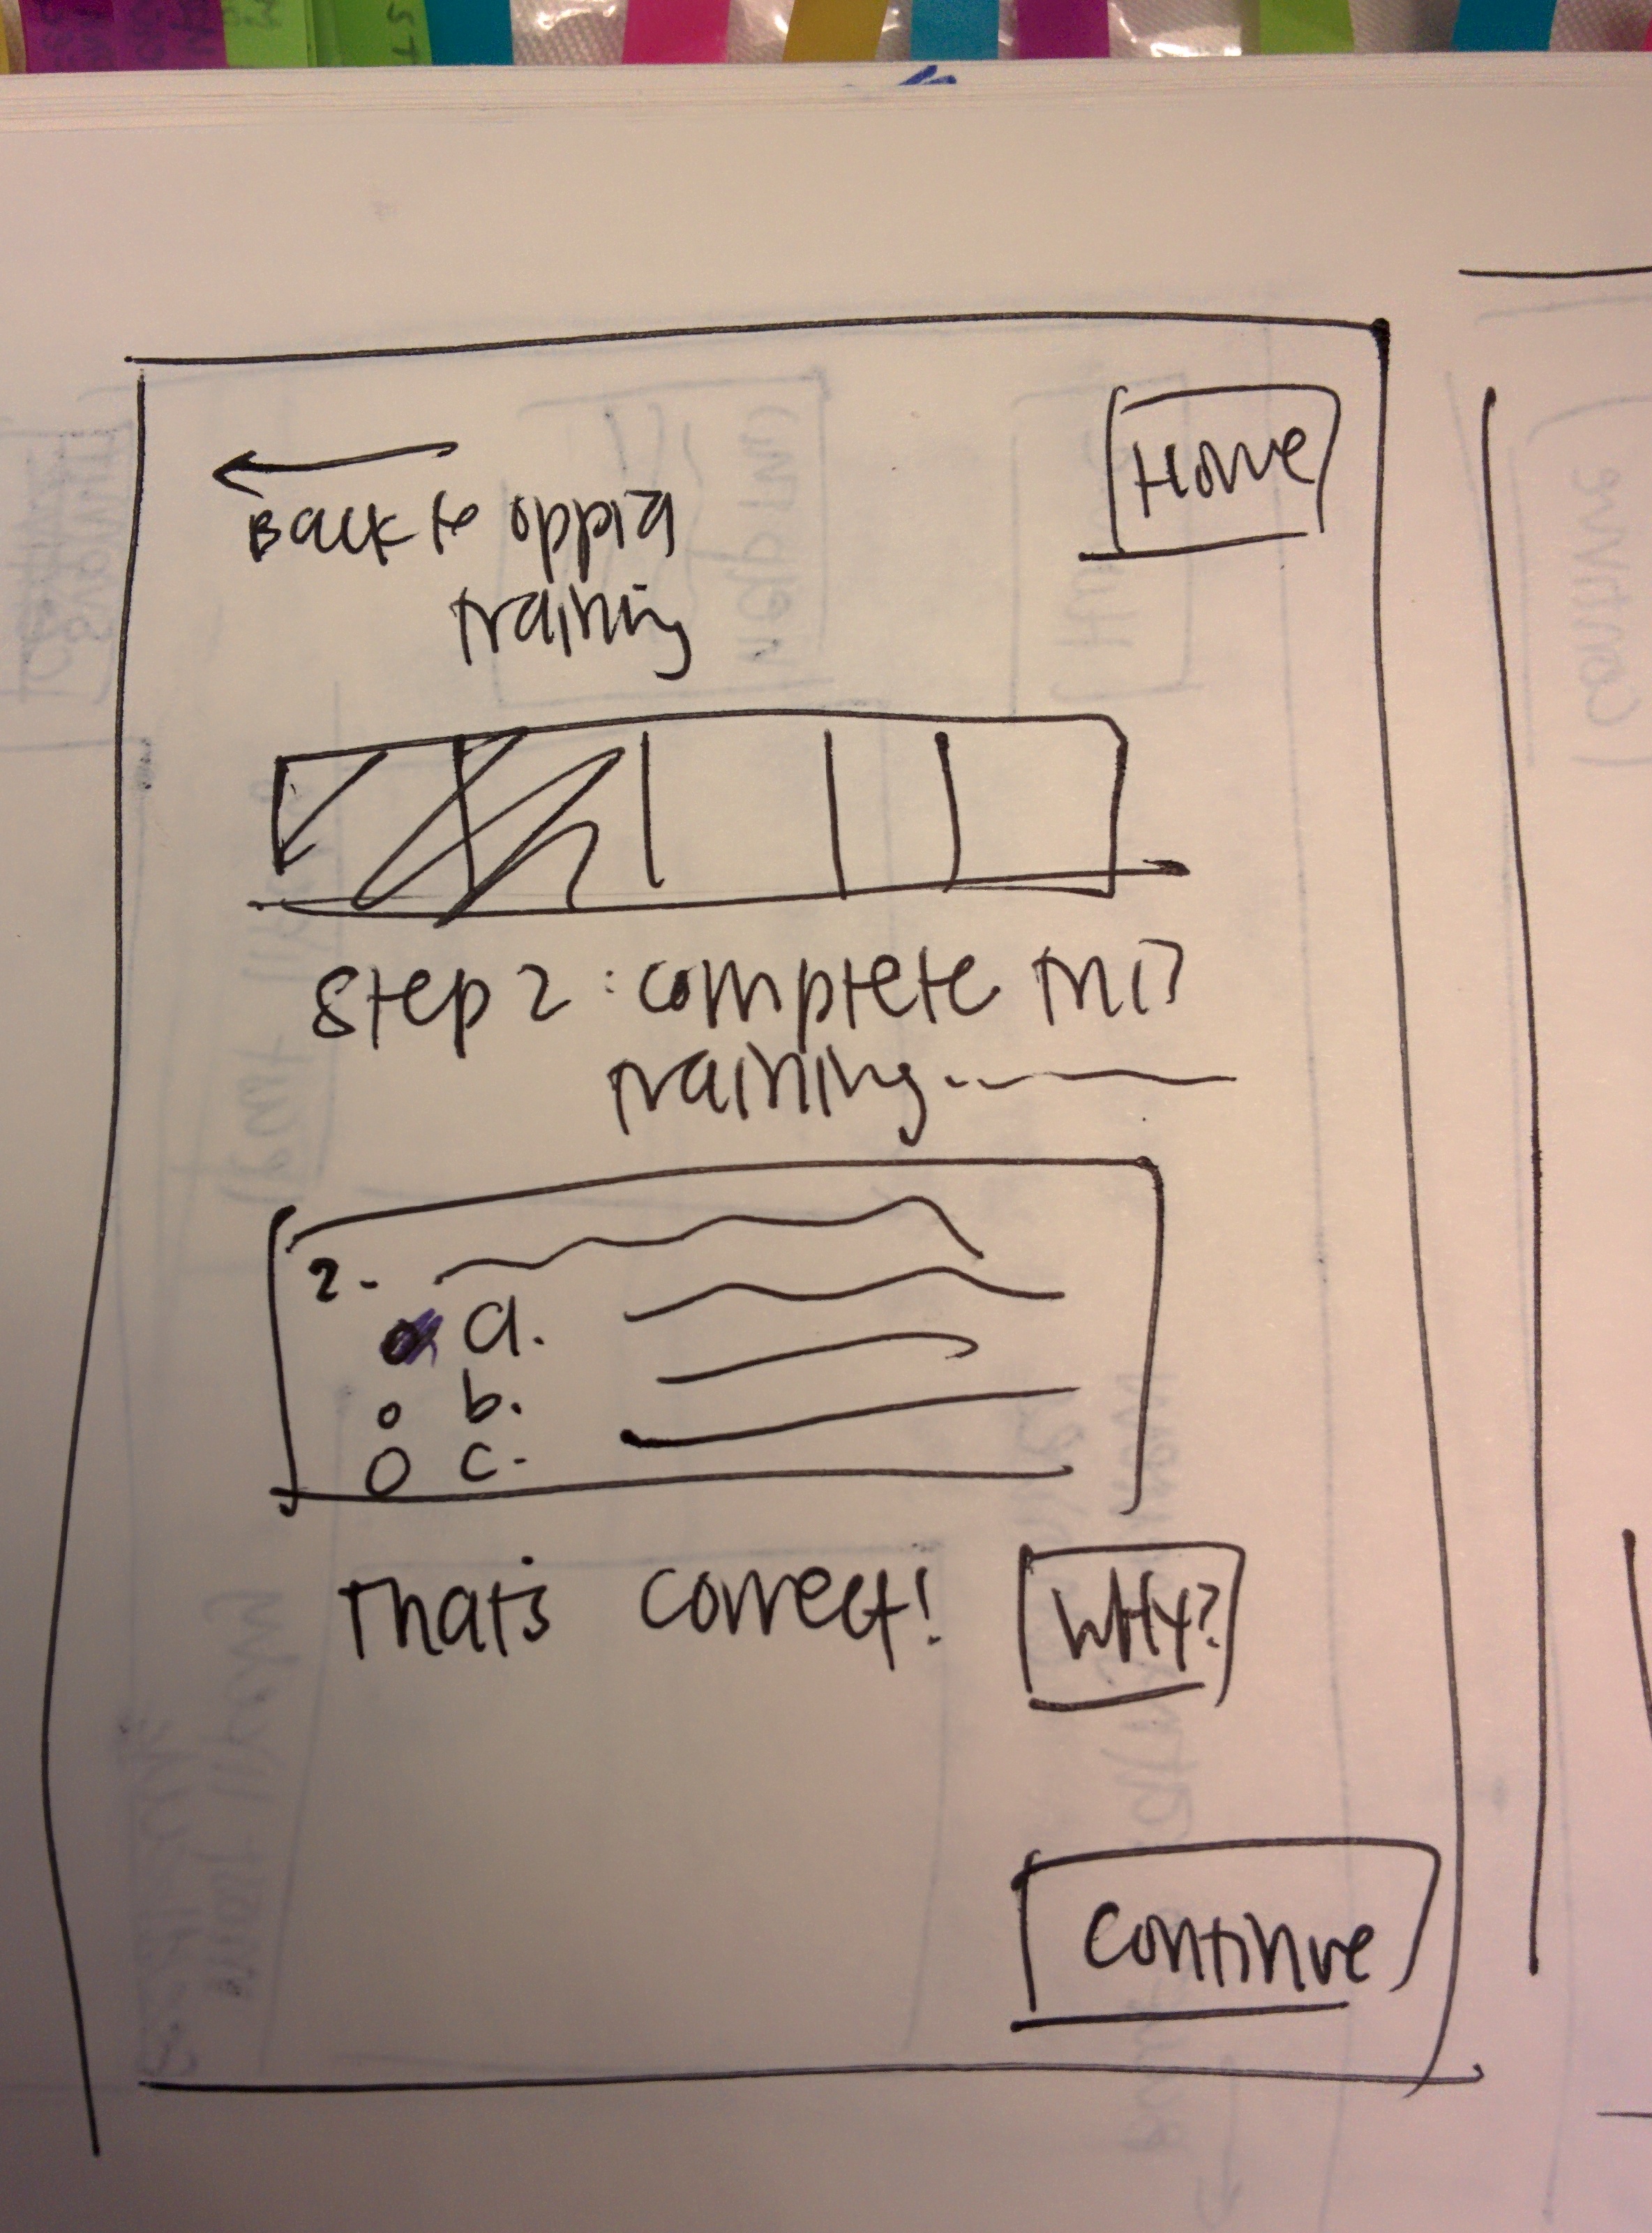 Back to oppia
training
Home
Step 2: complete this
training
2.
a.
b.
c.
Thats correct!
WHY?
continue